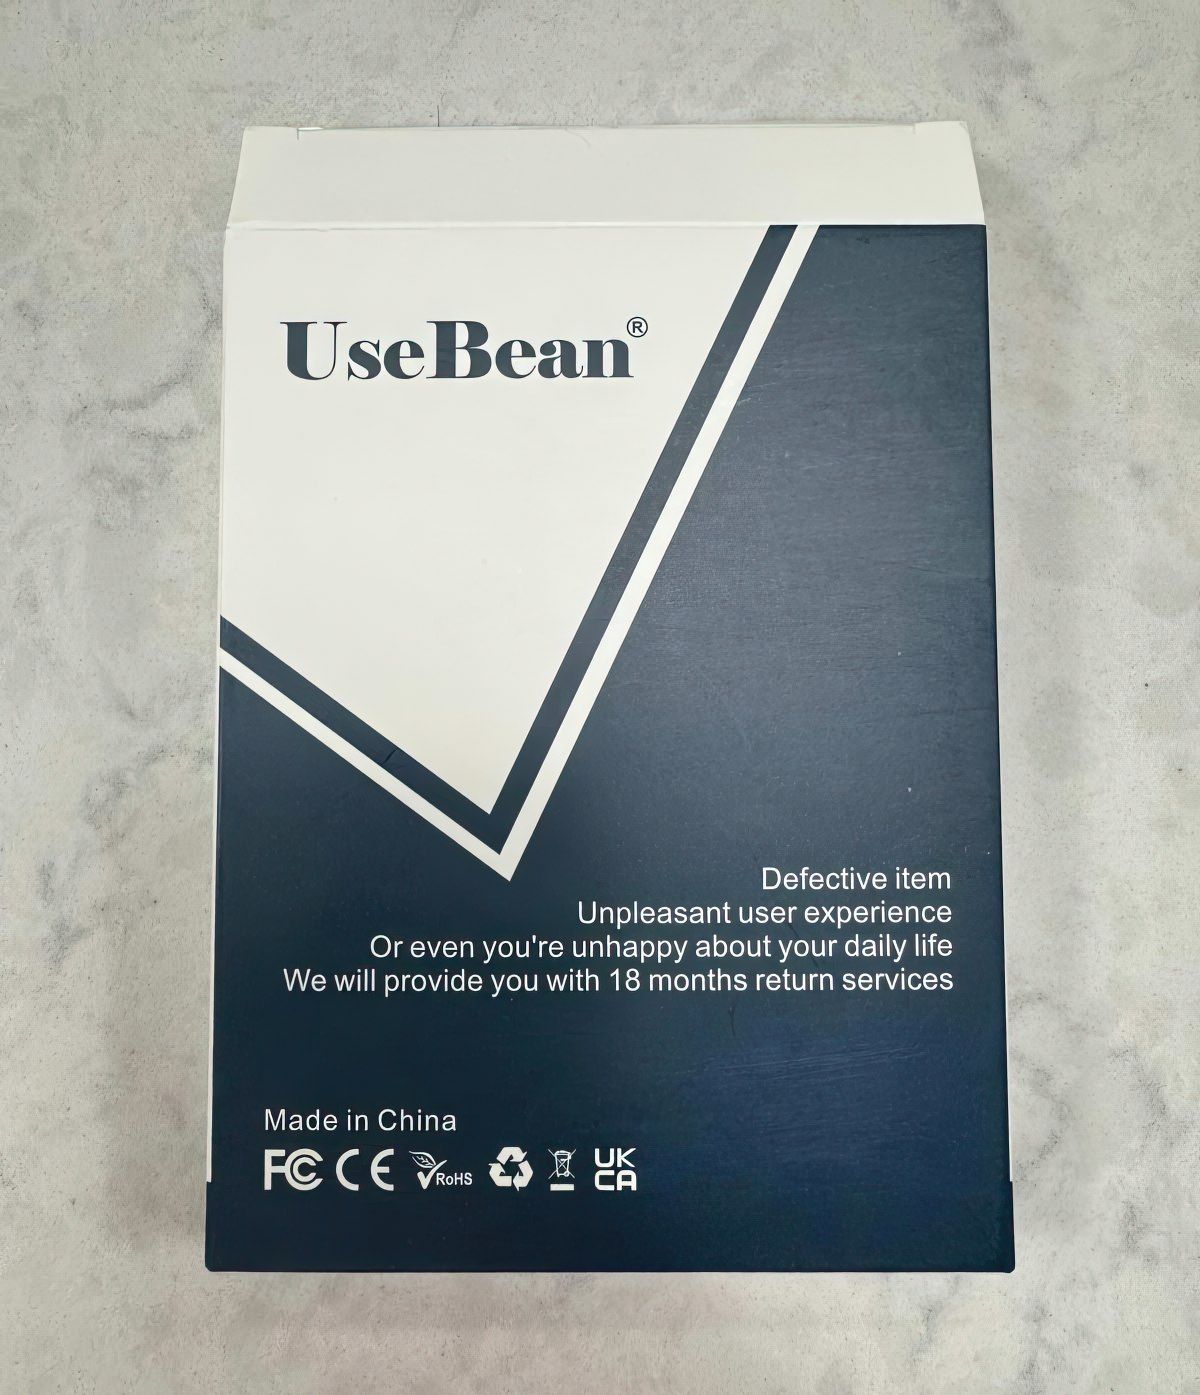 UseBean®
Defective item
Unpleasant user experience
Or even you're unhappy about your daily life
We will provide you with 18 months return services
Made in China
FC CE RoHS UK
CA